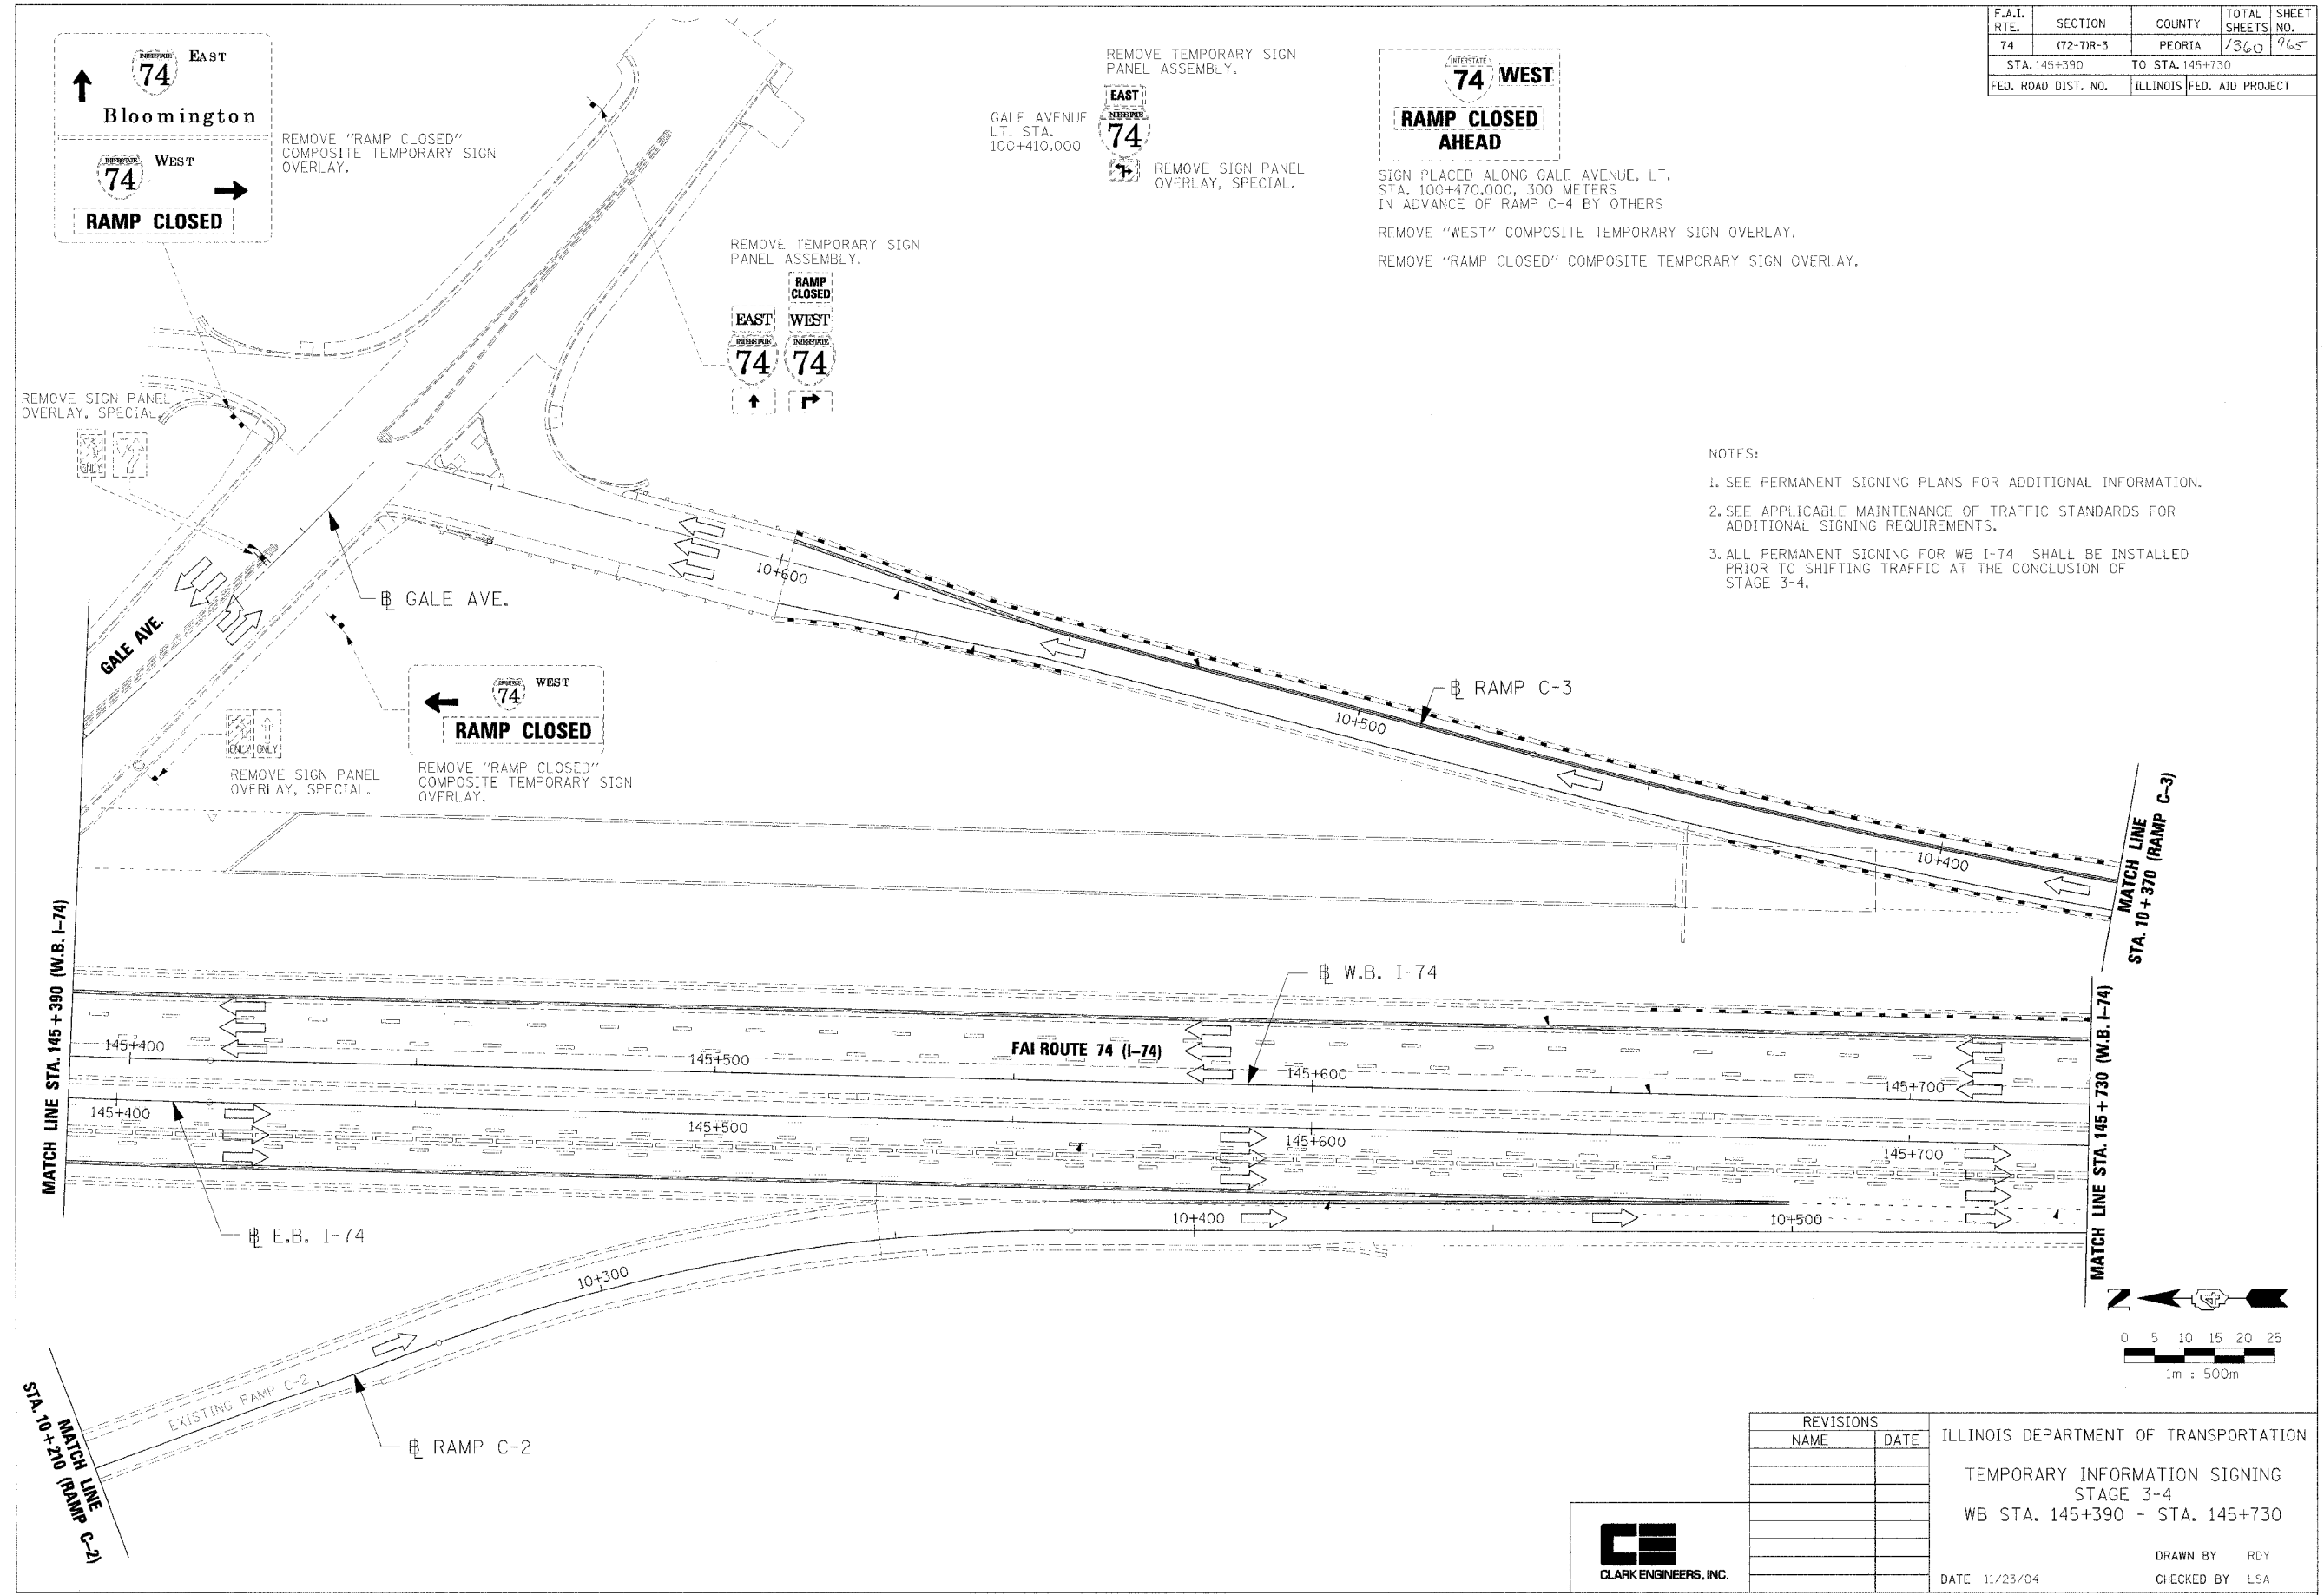 F.A.I. RTE.
SECTION
COUNTY
TOTAL SHEETS
SHEET NO.
74
(72-7)R-3
PEORIA
1360
965
STA. 145+390 TO STA. 145+730
FED. ROAD DIST. NO.
ILLINOIS
FED. AID PROJECT
INTERSTATE
74
EAST
Bloomington
INTERSTATE
74
WEST
RAMP CLOSED
REMOVE "RAMP CLOSED"
COMPOSITE TEMPORARY SIGN
OVERLAY.
GALE AVENUE
LT. STA.
100+410.000
REMOVE TEMPORARY SIGN
PANEL ASSEMBLY.
EAST
INTERSTATE
74
REMOVE SIGN PANEL
OVERLAY, SPECIAL.
INTERSTATE
74 WEST
RAMP CLOSED
AHEAD
SIGN PLACED ALONG GALE AVENUE, LT.
STA. 100+470.000, 300 METERS
IN ADVANCE OF RAMP C-4 BY OTHERS
REMOVE "WEST" COMPOSITE TEMPORARY SIGN OVERLAY.
REMOVE "RAMP CLOSED" COMPOSITE TEMPORARY SIGN OVERLAY.
REMOVE TEMPORARY SIGN
PANEL ASSEMBLY.
RAMP
CLOSED
EAST WEST
INTERSTATE INTERSTATE
74 74
REMOVE SIGN PANEL
OVERLAY, SPECIAL.
ONLY
NOTES:
1. SEE PERMANENT SIGNING PLANS FOR ADDITIONAL INFORMATION.
2. SEE APPLICABLE MAINTENANCE OF TRAFFIC STANDARDS FOR
ADDITIONAL SIGNING REQUIREMENTS.
3. ALL PERMANENT SIGNING FOR WB I-74 SHALL BE INSTALLED
PRIOR TO SHIFTING TRAFFIC AT THE CONCLUSION OF
STAGE 3-4.
10+600
℄ GALE AVE.
GALE AVE.
INTERSTATE
74
WEST
RAMP CLOSED
REMOVE "RAMP CLOSED"
COMPOSITE TEMPORARY SIGN
OVERLAY.
ONLY ONLY
REMOVE SIGN PANEL
OVERLAY, SPECIAL.
℄ RAMP C-3
10+500
10+400
MATCH LINE
STA. 10+370 (RAMP C-3)
MATCH LINE STA. 145+390 (W.B. I-74)
℄ W.B. I-74
MATCH LINE STA. 145+730 (W.B. I-74)
145+400
145+500
FAI ROUTE 74 (I-74)
145+600
145+700
145+400
145+500
145+600
145+700
℄ E.B. I-74
10+400
10+500
10+300
EXISTING RAMP C-2
℄ RAMP C-2
MATCH LINE
STA. 10+210 (RAMP C-2)
Z
0 5 10 15 20 25
1m : 500m
REVISIONS
NAME DATE
ILLINOIS DEPARTMENT OF TRANSPORTATION
TEMPORARY INFORMATION SIGNING
STAGE 3-4
WB STA. 145+390 - STA. 145+730
DRAWN BY RDY
DATE 11/23/04
CHECKED BY LSA
CE
CLARK ENGINEERS, INC.